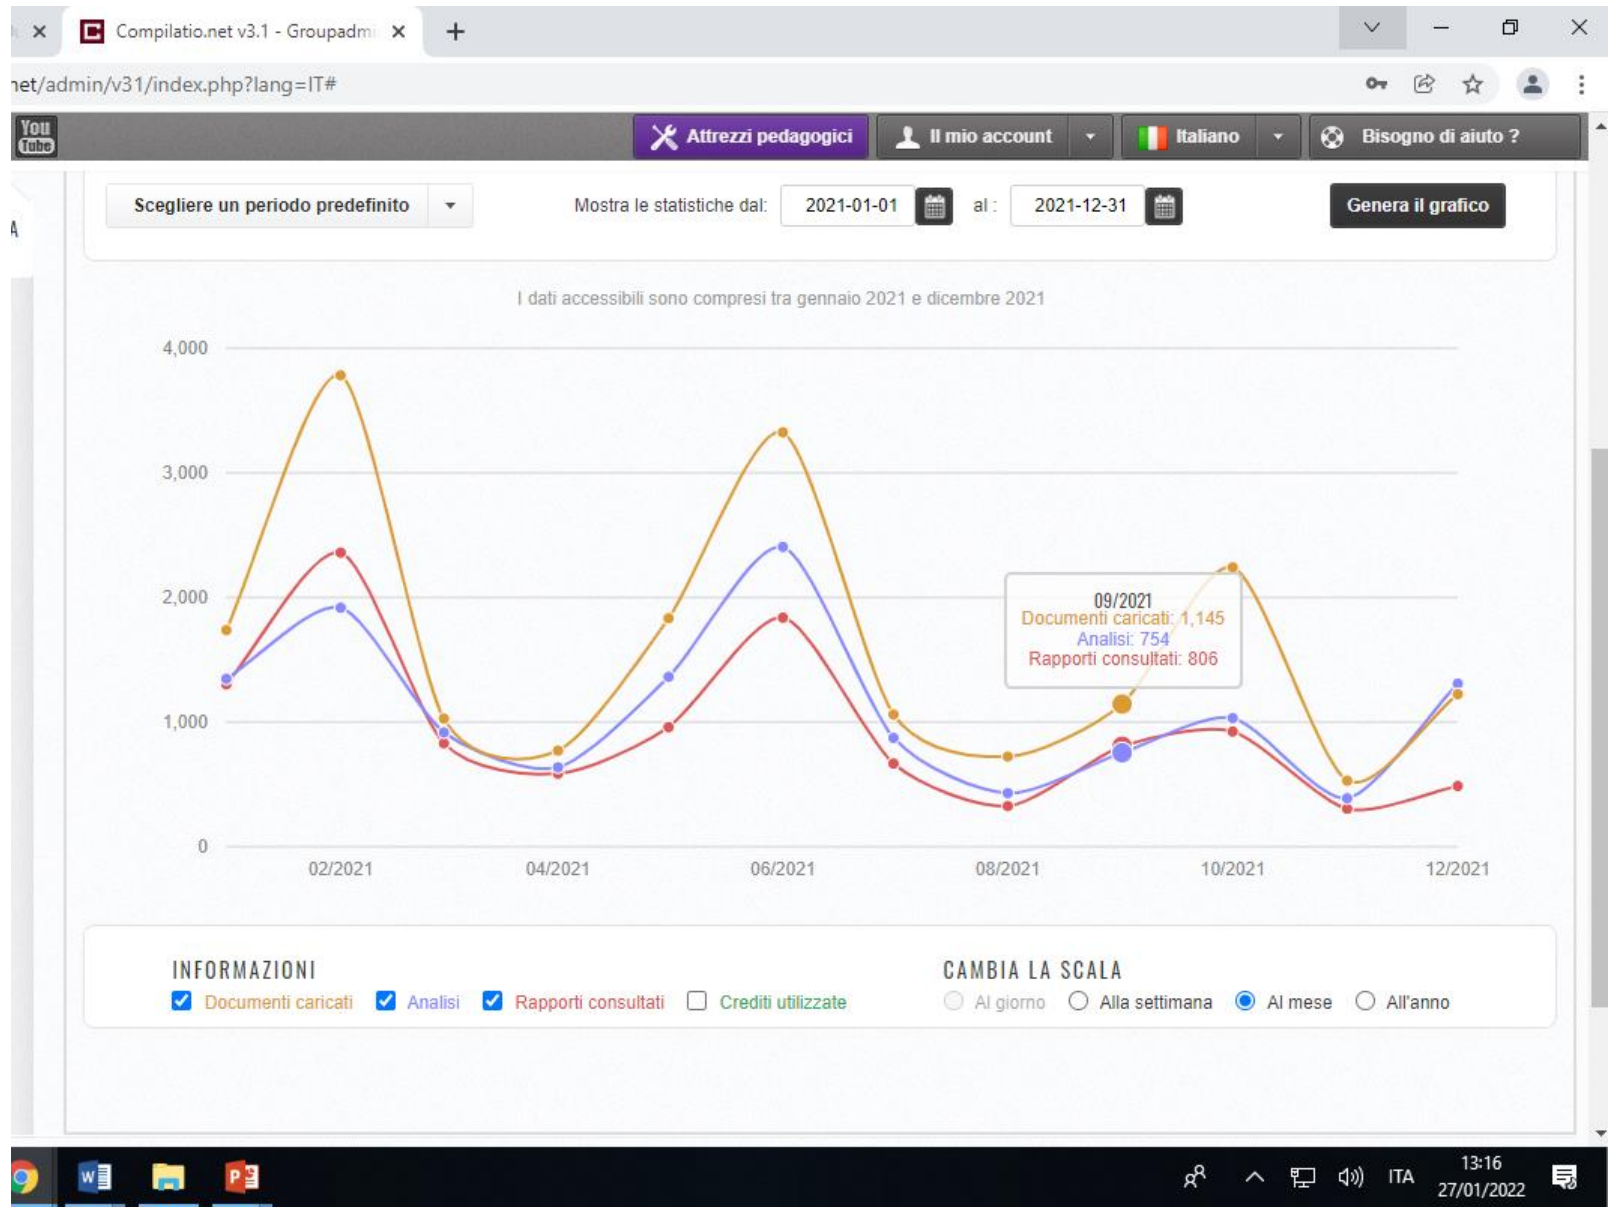 Compilatio.net v3.1 - Groupadmi
net/admin/v31/index.php?lang=IT#
You
Tube
Attrezzi pedagogici
Il mio account
Italiano
Bisogno di aiuto ?
A
Scegliere un periodo predefinito
Mostra le statistiche dal:
2021-01-01
al :
2021-12-31
Genera il grafico
I dati accessibili sono compresi tra gennaio 2021 e dicembre 2021
4,000
3,000
2,000
1,000
0
09/2021
Documenti caricati: 1,145
Analisi: 754
Rapporti consultati: 806
02/2021
04/2021
06/2021
08/2021
10/2021
12/2021
INFORMAZIONI
Documenti caricati
Analisi
Rapporti consultati
Crediti utilizzate
CAMBIA LA SCALA
Al giorno
Alla settimana
Al mese
All'anno
ITA
13:16
27/01/2022